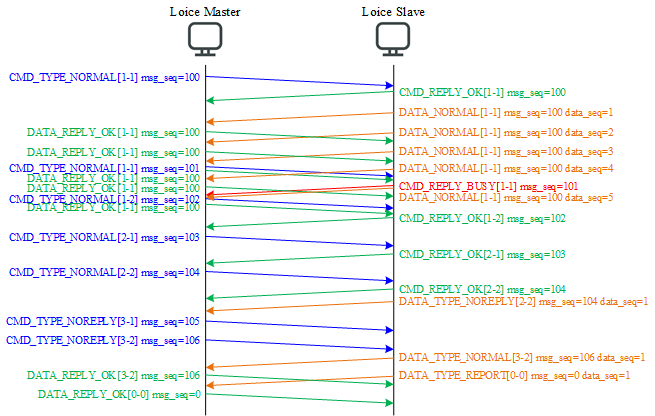 Loice Master
Loice Slave
CMD_TYPE_NORMAL[1-1] msg_seq=100
CMD_REPLY_OK[1-1] msg_seq=100
DATA_NORMAL[1-1] msg_seq=100 data_seq=1
DATA_REPLY_OK[1-1] msg_seq=100
DATA_NORMAL[1-1] msg_seq=100 data_seq=2
DATA_REPLY_OK[1-1] msg_seq=100
DATA_NORMAL[1-1] msg_seq=100 data_seq=3
CMD_TYPE_NORMAL[1-1] msg_seq=101
DATA_NORMAL[1-1] msg_seq=100 data_seq=4
DATA_REPLY_OK[1-1] msg_seq=100
DATA_REPLY_OK[1-1] msg_seq=100
CMD_REPLY_BUSY[1-1] msg_seq=101
CMD_TYPE_NORMAL[1-2] msg_seq=102
DATA_NORMAL[1-1] msg_seq=100 data_seq=5
DATA_REPLY_OK[1-1] msg_seq=100
CMD_REPLY_OK[1-2] msg_seq=102
CMD_TYPE_NORMAL[2-1] msg_seq=103
CMD_REPLY_OK[2-1] msg_seq=103
CMD_TYPE_NORMAL[2-2] msg_seq=104
CMD_REPLY_OK[2-2] msg_seq=104
DATA_TYPE_NOREPLY[2-2] msg_seq=104 data_seq=1
CMD_TYPE_NOREPLY[3-1] msg_seq=105
CMD_TYPE_NOREPLY[3-2] msg_seq=106
DATA_TYPE_NORMAL[3-2] msg_seq=106 data_seq=1
DATA_REPLY_OK[3-2] msg_seq=106
DATA_TYPE_REPORT[0-0] msg_seq=0 data_seq=1
DATA_REPLY_OK[0-0] msg_seq=0